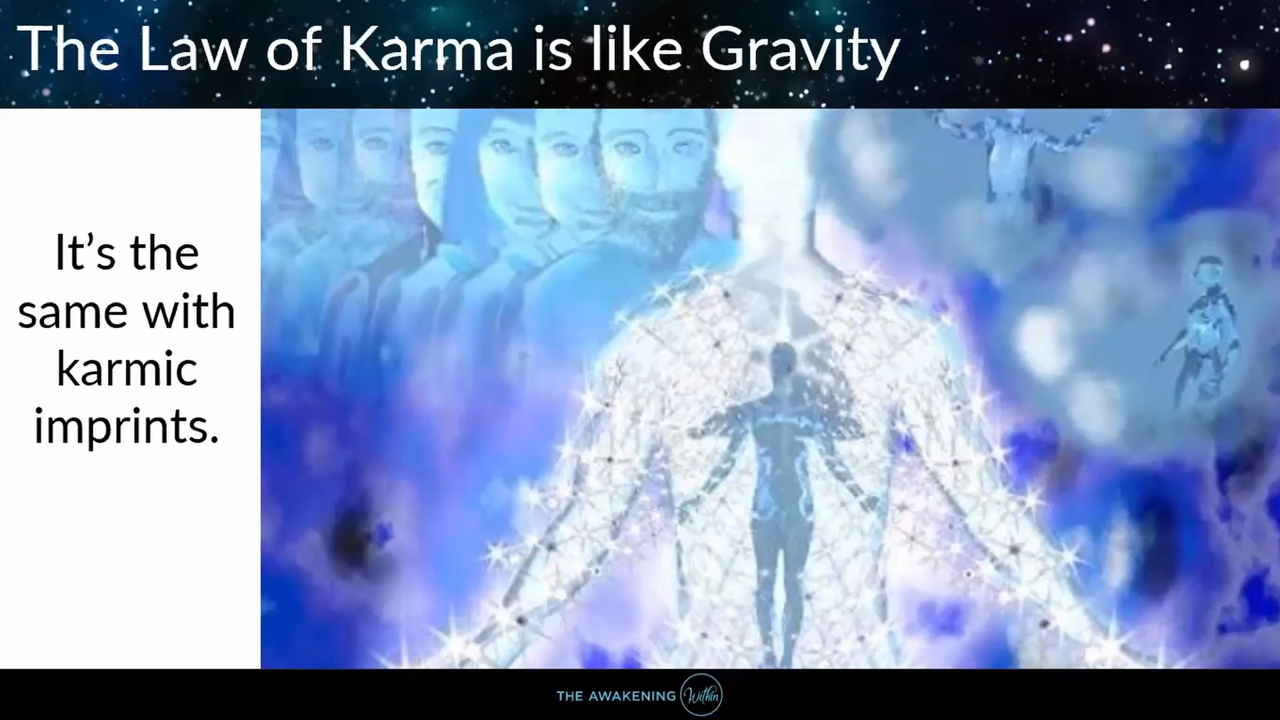 The Law of Karma is like Gravity
It’s the
same with
karmic
imprints.
THE AWAKENING Within